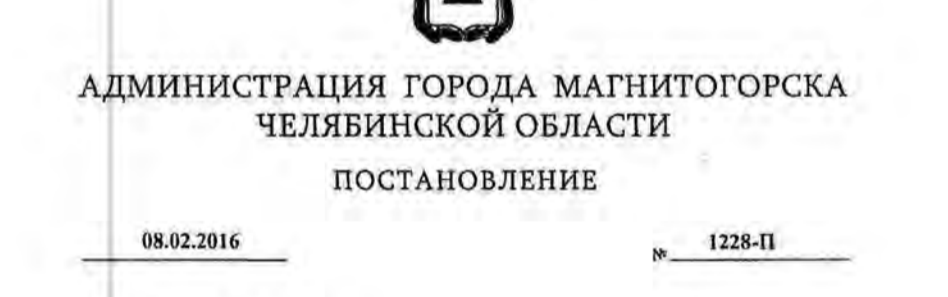 АДМИНИСТРАЦИЯ ГОРОДА МАГНИТОГОРСКА
ЧЕЛЯБИНСКОЙ ОБЛАСТИ
ПОСТАНОВЛЕНИЕ
08.02.2016 № 1228-П